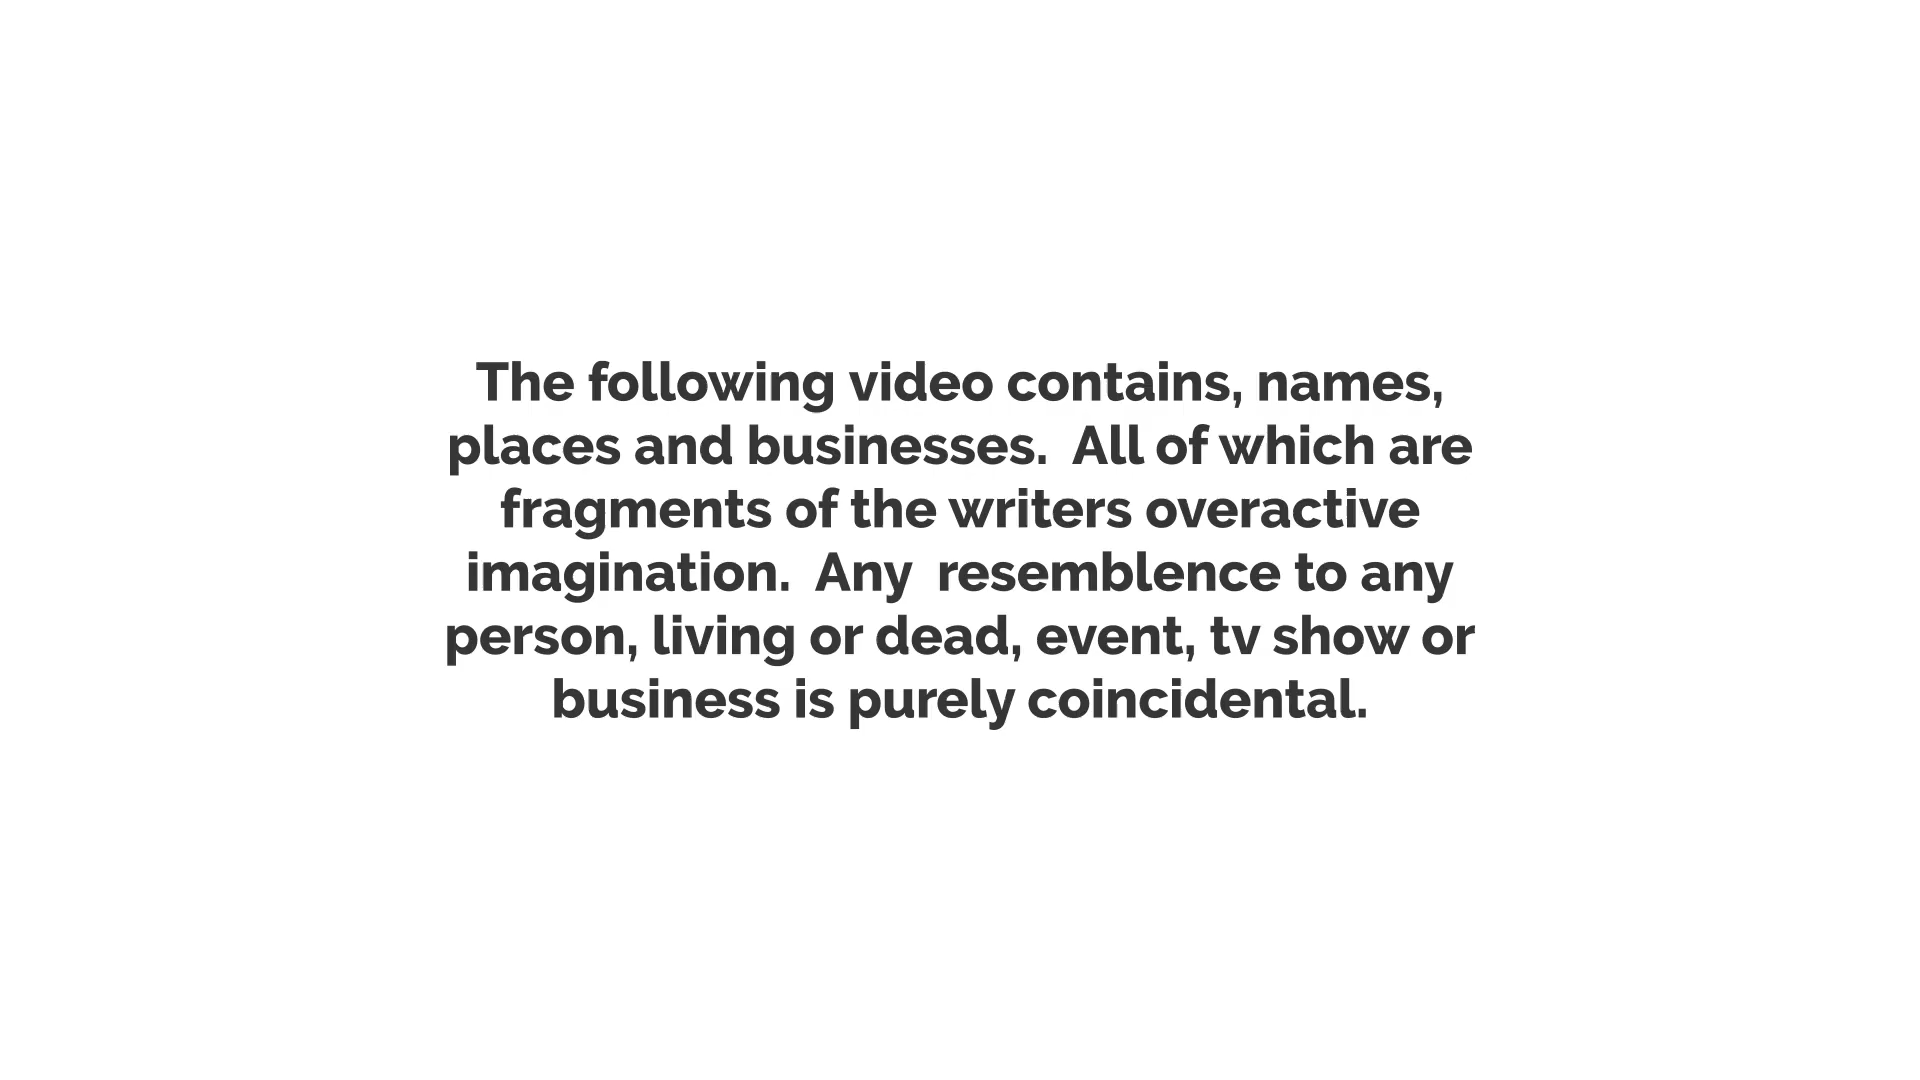 The following video contains, names,
places and businesses.  All of which are
fragments of the writers overactive
imagination.  Any  resemblence to any
person, living or dead, event, tv show or
business is purely coincidental.